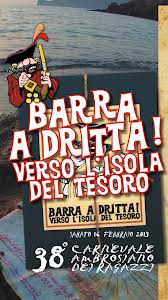 BARRA
A DRITTA!
VERSO L'ISOLA
DEL TESORO
BARRA A DRITTA!
VERSO L'ISOLA DEL TESORO
SABATO 16 FEBBRAIO 2013
38° CARNEVALE
AMBROSIANO
DEI RAGAZZI